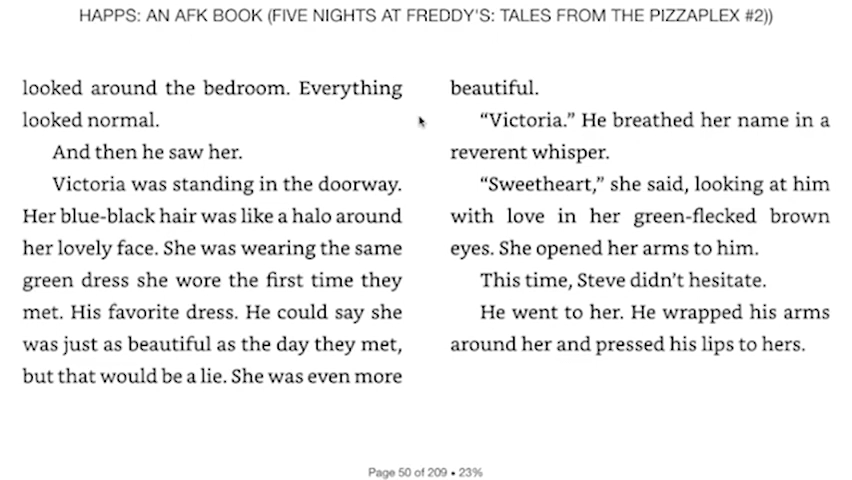 HAPPS: AN AFK BOOK (FIVE NIGHTS AT FREDDY'S: TALES FROM THE PIZZAPLEX #2))
looked around the bedroom. Everything
looked normal.
And then he saw her.
Victoria was standing in the doorway.
Her blue-black hair was like a halo around
her lovely face. She was wearing the same
green dress she wore the first time they
met. His favorite dress. He could say she
was just as beautiful as the day they met,
but that would be a lie. She was even more
beautiful.
“Victoria.” He breathed her name in a
reverent whisper.
“Sweetheart,” she said, looking at him
with love in her green-flecked brown
eyes. She opened her arms to him.
This time, Steve didn’t hesitate.
He went to her. He wrapped his arms
around her and pressed his lips to hers.
Page 50 of 209 • 23%